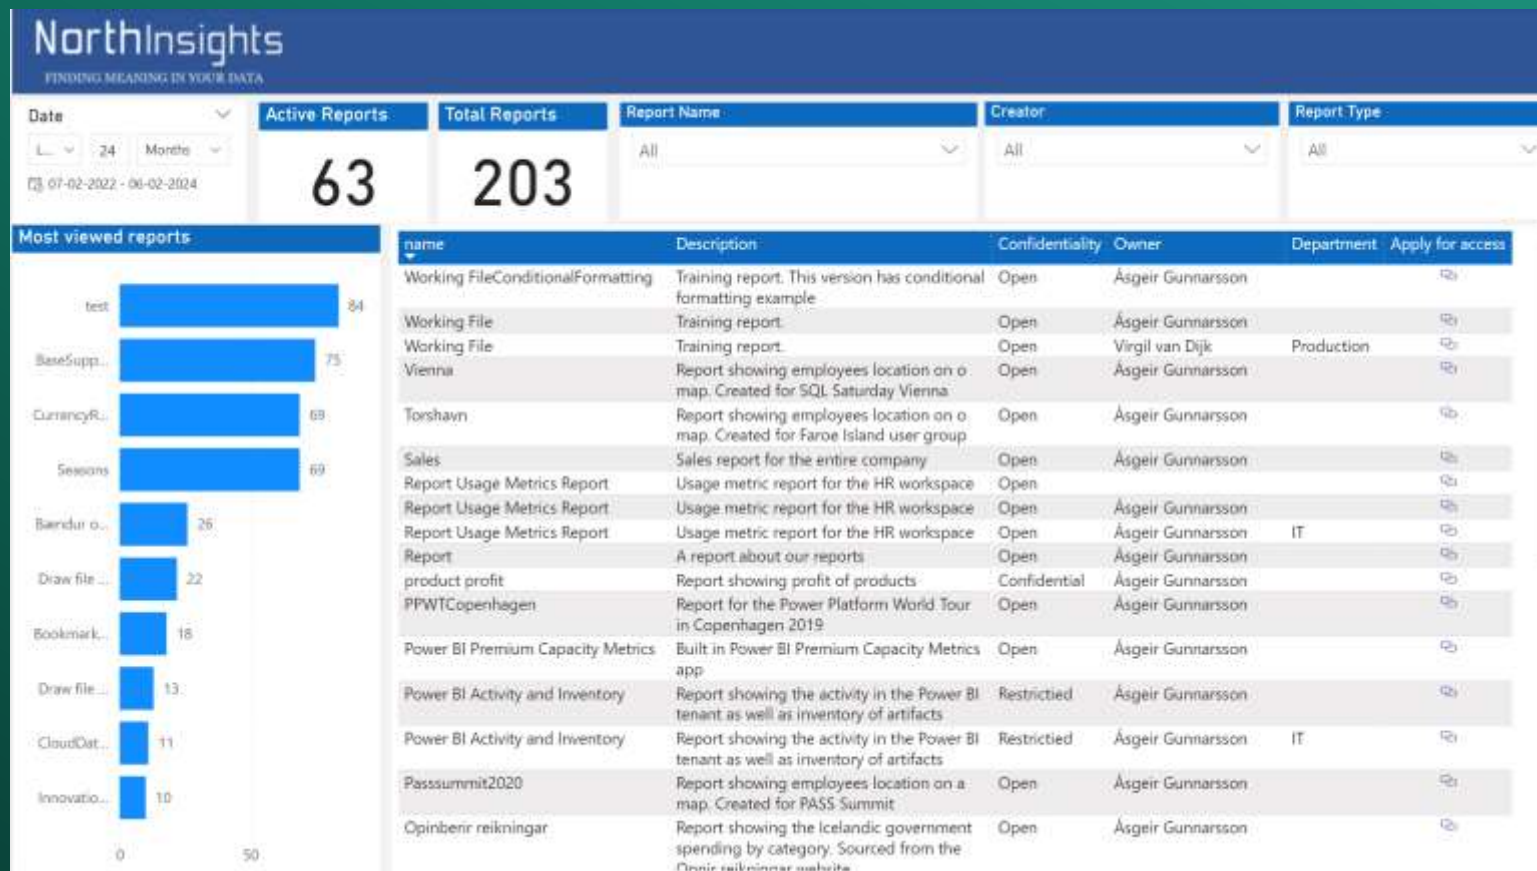 NorthInsights
FINDING MEANING IN YOUR DATA
Date
L...
24
Months
07-02-2022 - 06-02-2024
Active Reports
63
Total Reports
203
Report Name
All
Creator
All
Report Type
All
Most viewed reports
test 84
BaseSupp... 75
CurrencyR... 69
Seasons 69
Bændur o... 26
Draw file ... 22
Bookmark... 18
Draw file ... 13
CloudDat... 11
Innovatio... 10
0 50
name Description Confidentiality Owner Department Apply for access
Working FileConditionalFormatting Training report. This version has conditional Open Ásgeir Gunnarsson
formatting example
Working File Training report. Open Ásgeir Gunnarsson
Working File Training report. Open Virgil van Dijk Production
Vienna Report showing employees location on o Open Ásgeir Gunnarsson
map. Created for SQL Saturday Vienna
Torshavn Report showing employees location on o Open Ásgeir Gunnarsson
map. Created for Faroe Island user group
Sales Sales report for the entire company Open Ásgeir Gunnarsson
Report Usage Metrics Report Usage metric report for the HR workspace Open
Report Usage Metrics Report Usage metric report for the HR workspace Open Ásgeir Gunnarsson
Report Usage Metrics Report Usage metric report for the HR workspace Open Ásgeir Gunnarsson IT
Report A report about our reports Open Ásgeir Gunnarsson
product profit Report showing profit of products Confidential Ásgeir Gunnarsson
PPWTCopenhagen Report for the Power Platform World Tour Open Ásgeir Gunnarsson
in Copenhagen 2019
Power BI Premium Capacity Metrics Built in Power BI Premium Capacity Metrics Open Ásgeir Gunnarsson
app
Power BI Activity and Inventory Report showing the activity in the Power BI Restrictied Ásgeir Gunnarsson
tenant as well as inventory of artifacts
Power BI Activity and Inventory Report showing the activity in the Power BI Restrictied Ásgeir Gunnarsson IT
tenant as well as inventory of artifacts
Passsummit2020 Report showing employees location on a Open Ásgeir Gunnarsson
map. Created for PASS Summit
Opinberir reikningar Report showing the Icelandic government Open Ásgeir Gunnarsson
spending by category. Sourced from the
reikningar website